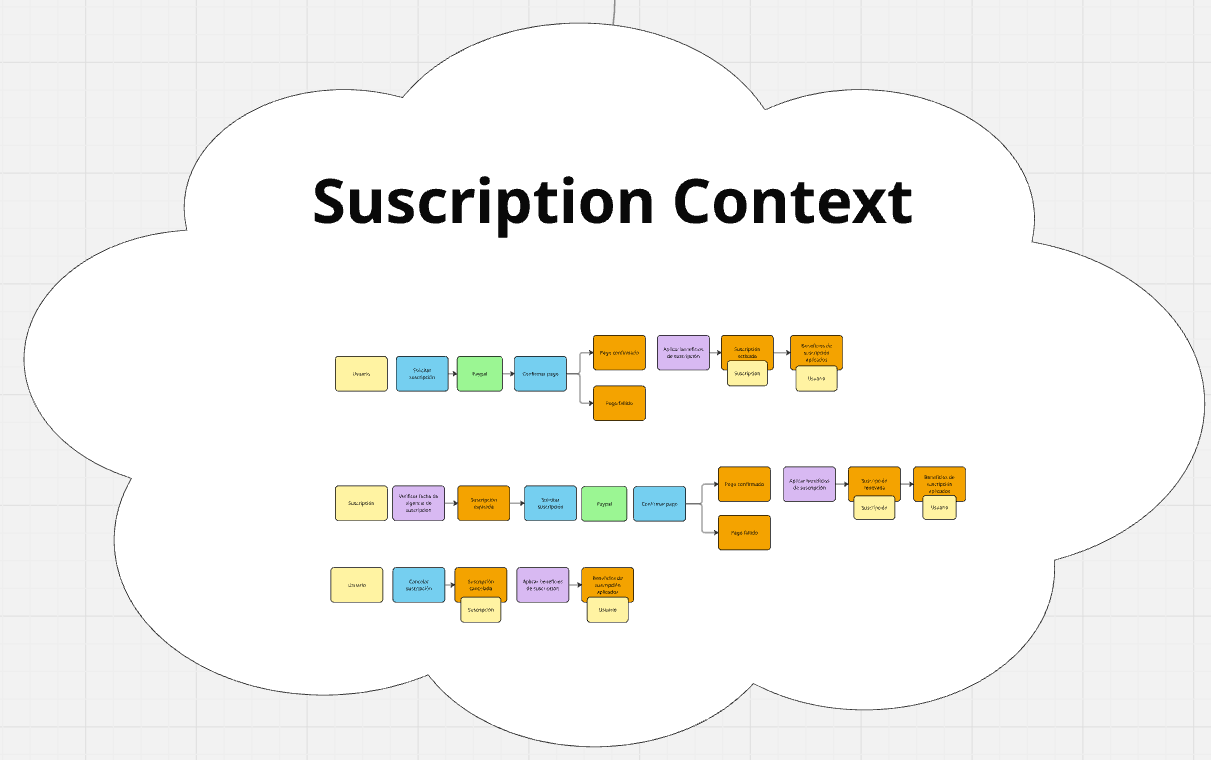 Suscription Context
Usuario
Solicitar
suscripción
Paypal
Confirmar pago
Pago confirmado
Pago fallido
Aplicar beneficios
de suscripción
Suscripción
activada
Suscripción
Beneficios de
suscripción
aplicados
Usuario
Suscripción
Verificar fecha de
vigencia de
suscripción
Suscripción
expirada
Solicitar
suscripción
Paypal
Confirmar pago
Pago confirmado
Pago fallido
Aplicar beneficios
de suscripción
Suscripción
renovada
Suscripción
Beneficios de
suscripción
aplicados
Usuario
Usuario
Cancelar
suscripción
Suscripción
cancelada
Suscripción
Aplicar beneficios
de suscripción
Beneficios de
suscripción
aplicados
Usuario